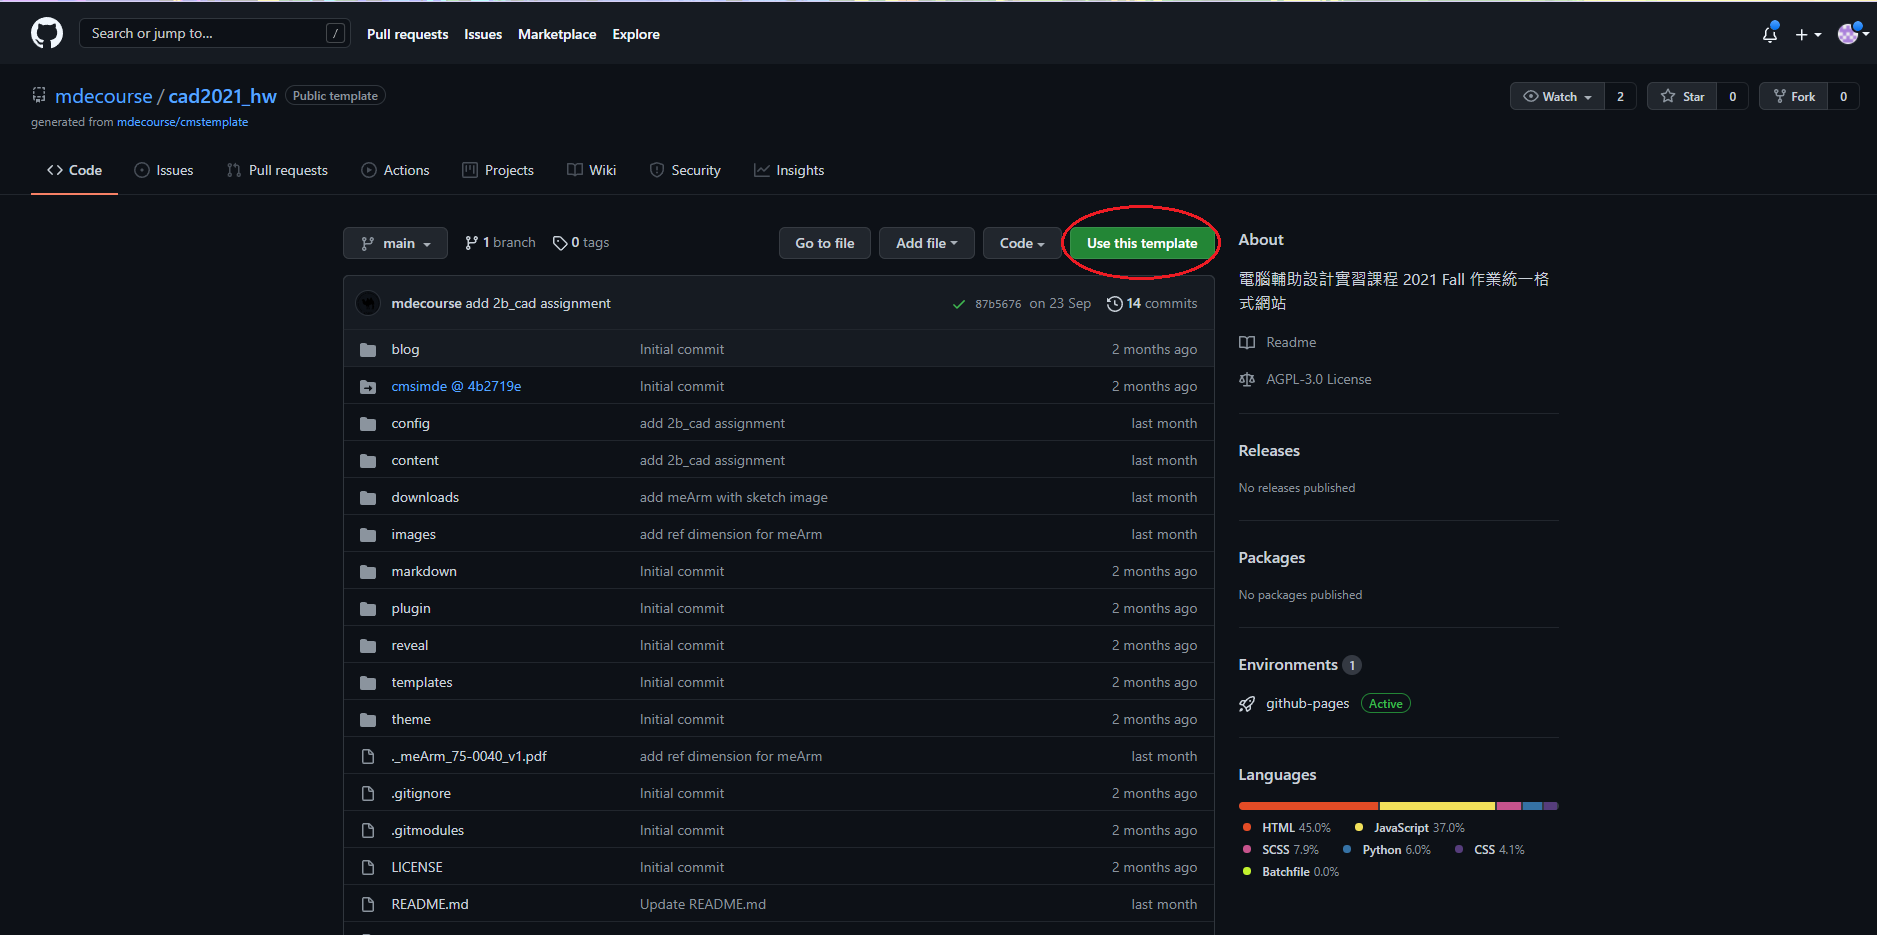 Search or jump to... /
Pull requests Issues Marketplace Explore
mdecourse / cad2021_hw Public template
generated from mdecourse/cmstemplate
Watch 2 Star 0 Fork 0
Code Issues Pull requests Actions Projects Wiki Security Insights
main 1 branch 0 tags Go to file Add file Code Use this template
mdecourse add 2b_cad assignment 87b5676 on 23 Sep 14 commits
blog Initial commit 2 months ago
cmsimde @ 4b2719e Initial commit 2 months ago
config add 2b_cad assignment last month
content add 2b_cad assignment last month
downloads add meArm with sketch image last month
images add ref dimension for meArm last month
markdown Initial commit 2 months ago
plugin Initial commit 2 months ago
reveal Initial commit 2 months ago
templates Initial commit 2 months ago
theme Initial commit 2 months ago
._meArm_75-0040_v1.pdf add ref dimension for meArm last month
.gitignore Initial commit 2 months ago
.gitmodules Initial commit 2 months ago
LICENSE Initial commit 2 months ago
README.md Update README.md last month
About
電腦輔助設計實習課程 2021 Fall 作業統一格
式網站
Readme
AGPL-3.0 License
Releases
No releases published
Packages
No packages published
Environments 1
github-pages Active
Languages
HTML 45.0% JavaScript 37.0%
SCSS 7.9% Python 6.0% CSS 4.1%
Batchfile 0.0%